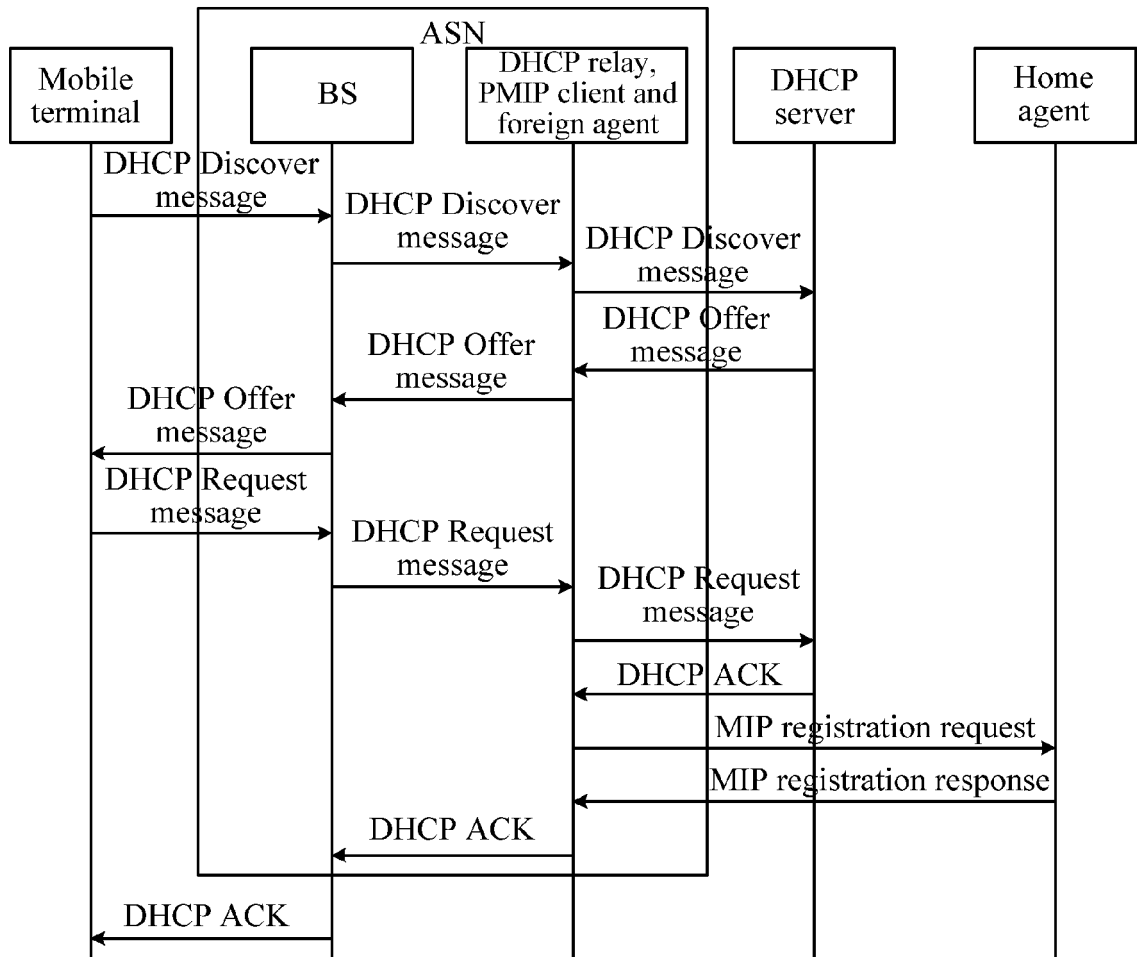 ASN
Mobile
terminal
BS
DHCP relay,
PMIP client and
foreign agent
DHCP
server
Home
agent
DHCP Discover
message
DHCP Discover
message
DHCP Discover
message
DHCP Offer
message
DHCP Offer
message
DHCP Offer
message
DHCP Request
message
DHCP Request
message
DHCP Request
message
DHCP ACK
MIP registration request
MIP registration response
DHCP ACK
DHCP ACK